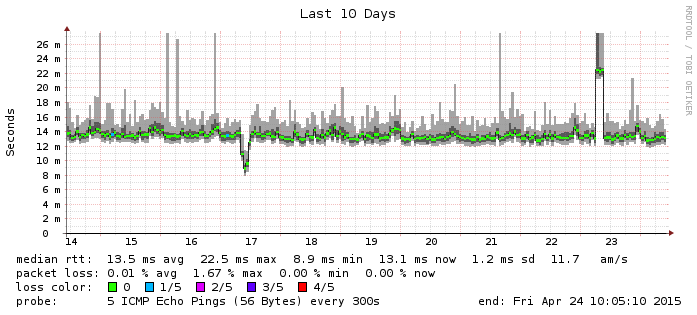 Last 10 Days
RRDTOOL / TOBI OETIKER
Seconds
26 m
24 m
22 m
20 m
18 m
16 m
14 m
12 m
10 m
8 m
6 m
4 m
2 m
0
14 15 16 17 18 19 20 21 22 23
median rtt: 13.5 ms avg 22.5 ms max 8.9 ms min 13.1 ms now 1.2 ms sd 11.7 am/s
packet loss: 0.01 % avg 1.67 % max 0.00 % min 0.00 % now
loss color: 0 1/5 2/5 3/5 4/5
probe: 5 ICMP Echo Pings (56 Bytes) every 300s end: Fri Apr 24 10:05:10 2015